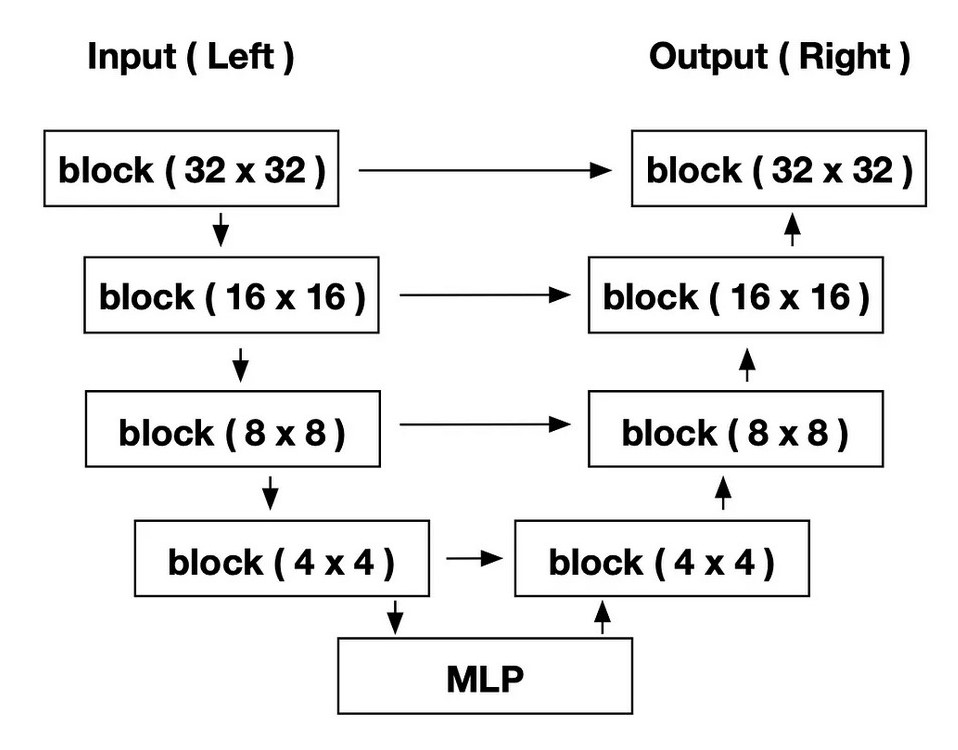 Input ( Left )
Output ( Right )
block ( 32 x 32 )
block ( 32 x 32 )
block ( 16 x 16 )
block ( 16 x 16 )
block ( 8 x 8 )
block ( 8 x 8 )
block ( 4 x 4 )
block ( 4 x 4 )
MLP